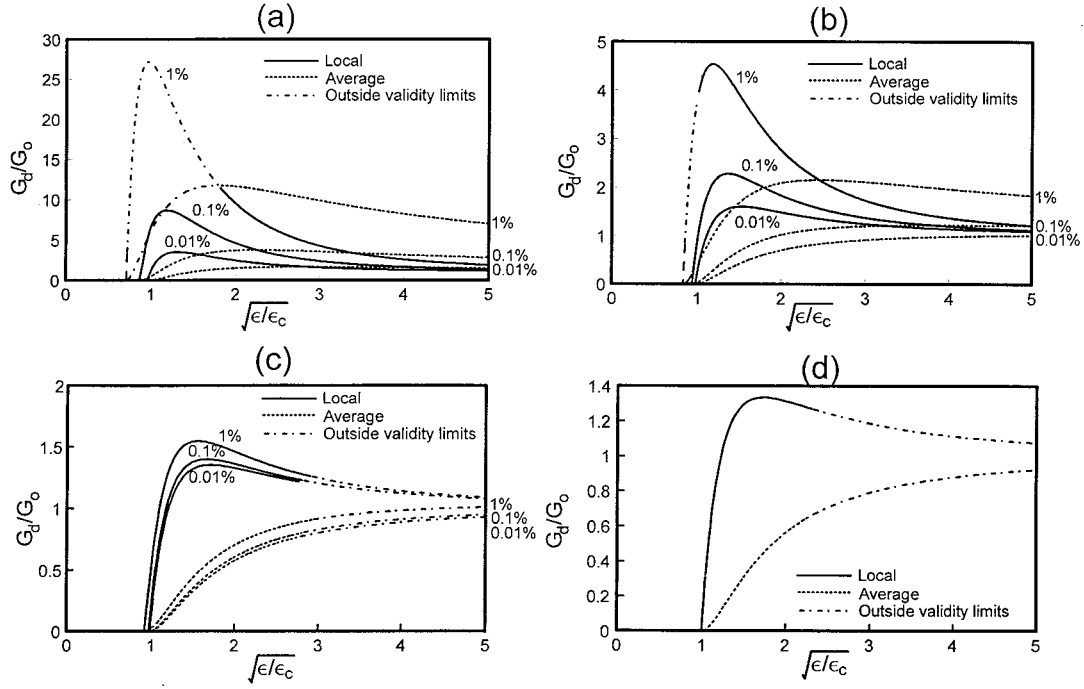 (a)
30
25
20
15
10
5
0
G_d/G_o
1%
0.1%
0.01%
Local
Average
Outside validity limits
1%
0.1%
0.01%
0 1 2 3 4 5
√ϵ/ϵ_c
(b)
5
4
3
2
1
0
G_d/G_o
1%
0.1%
0.01%
Local
Average
Outside validity limits
1%
0.1%
0.01%
0 1 2 3 4 5
√ϵ/ϵ_c
(c)
2
1.5
1
0.5
0
G_d/G_o
1%
0.1%
0.01%
Local
Average
Outside validity limits
1%
0.1%
0.01%
0 1 2 3 4 5
√ϵ/ϵ_c
(d)
1.4
1.2
1
0.8
0.6
0.4
0.2
0
G_d/G_o
Local
Average
Outside validity limits
0 1 2 3 4 5
√ϵ/ϵ_c